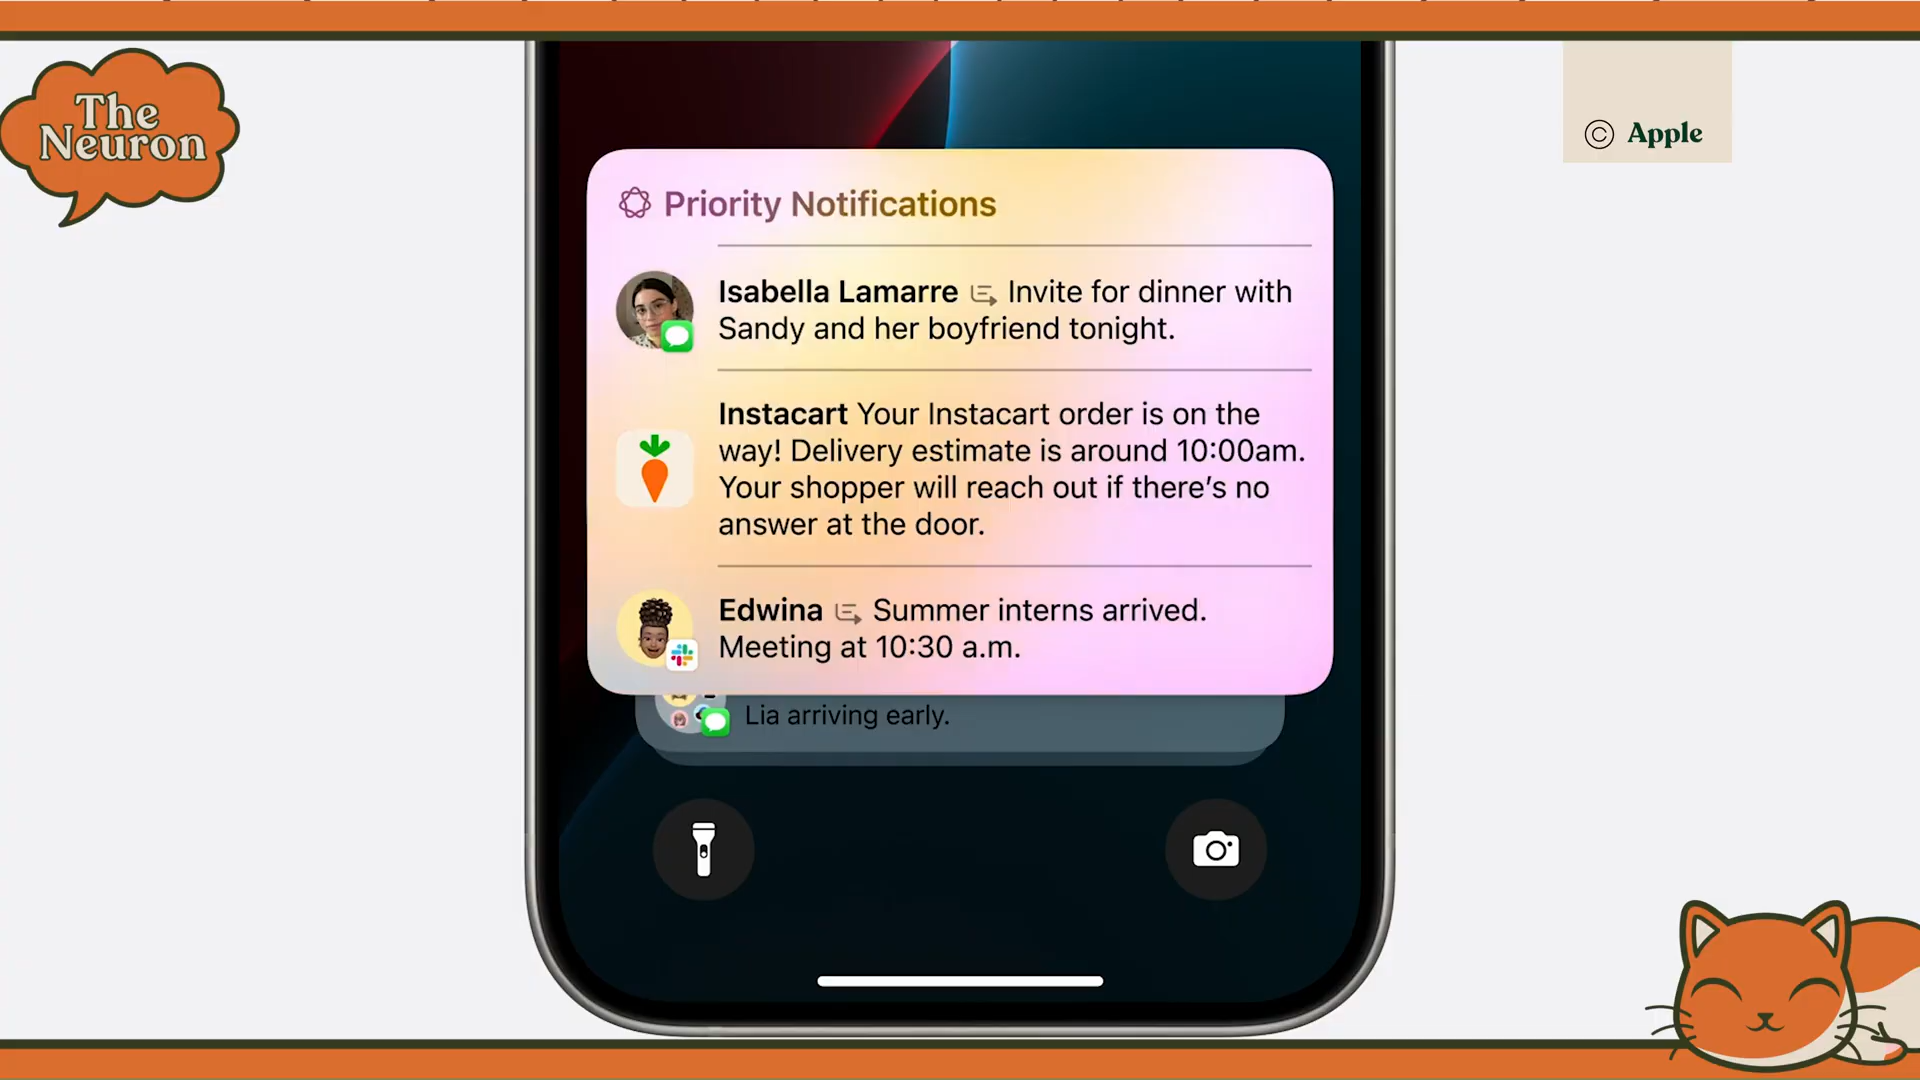 The
Neuron
© Apple
Priority Notifications
Isabella Lamarre Invite for dinner with
Sandy and her boyfriend tonight.
Instacart Your Instacart order is on the
way! Delivery estimate is around 10:00am.
Your shopper will reach out if there's no
answer at the door.
Edwina Summer interns arrived.
Meeting at 10:30 a.m.
Lia arriving early.